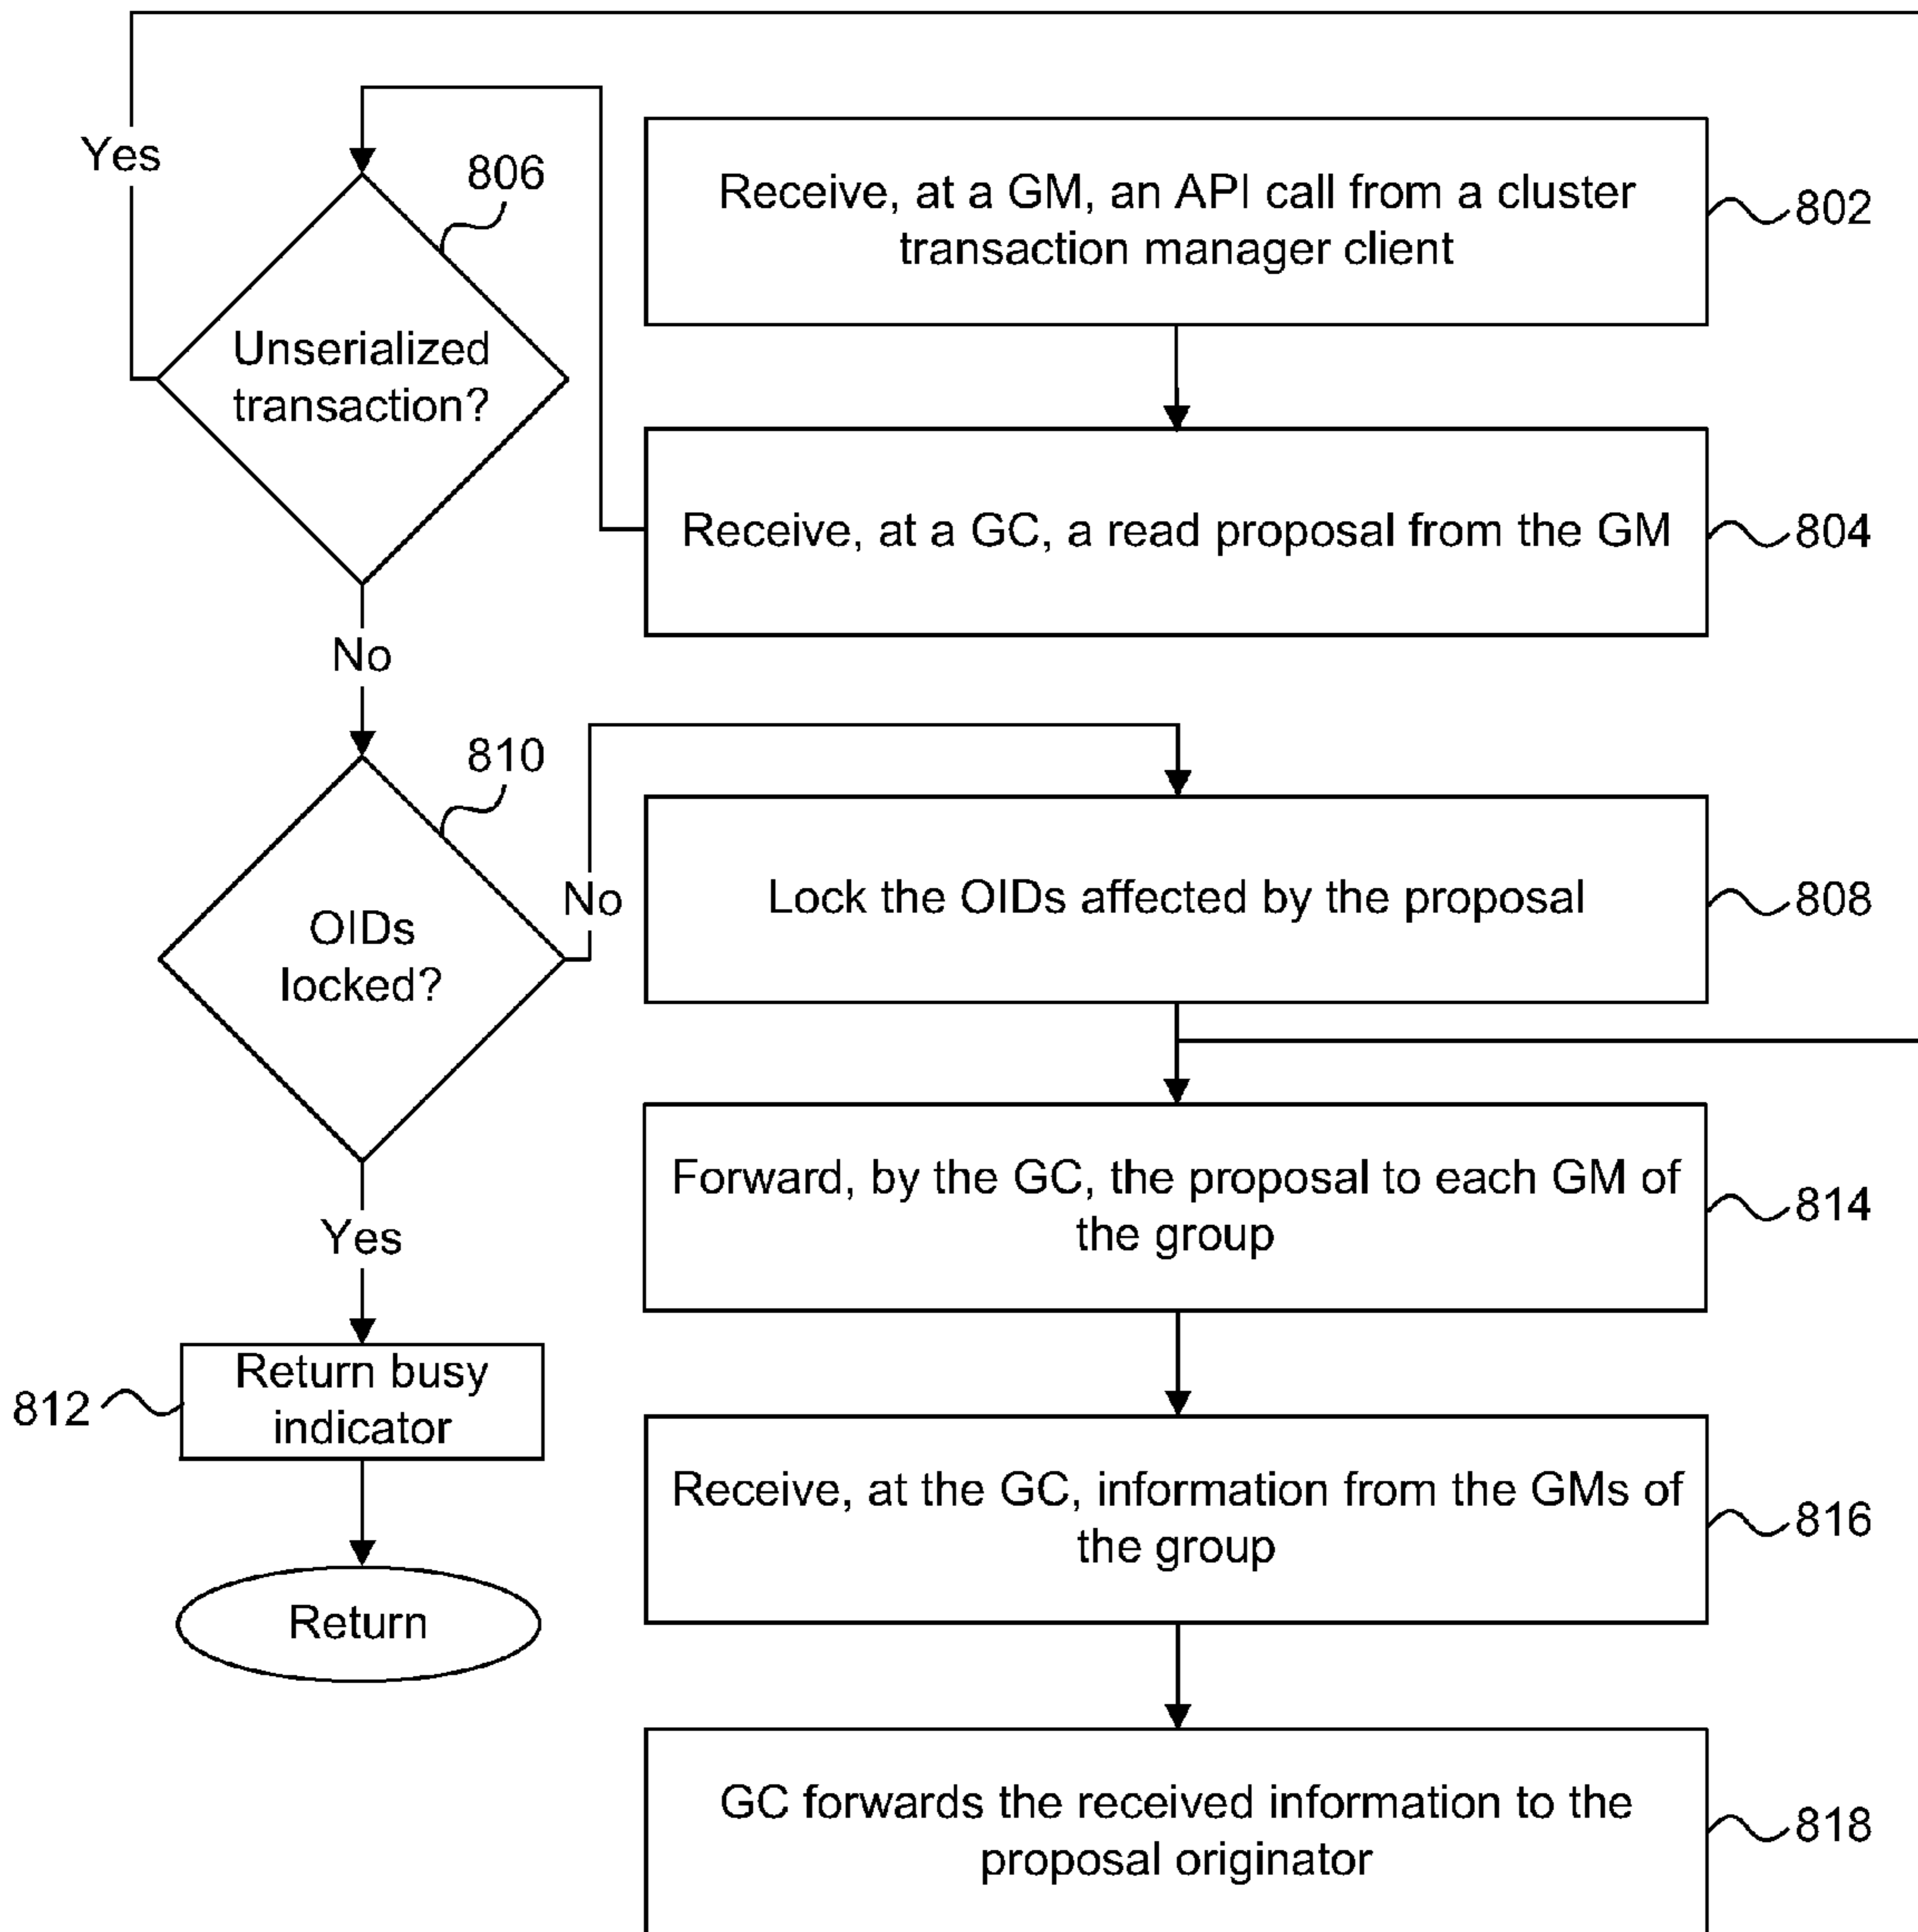 Receive, at a GM, an API call from a cluster
transaction manager client
802
Receive, at a GC, a read proposal from the GM
804
806
Unserialized
transaction?
Yes
No
810
OIDs
locked?
No
Lock the OIDs affected by the proposal
808
Yes
Return busy
indicator
812
Return
Forward, by the GC, the proposal to each GM of
the group
814
Receive, at the GC, information from the GMs of
the group
816
GC forwards the received information to the
proposal originator
818